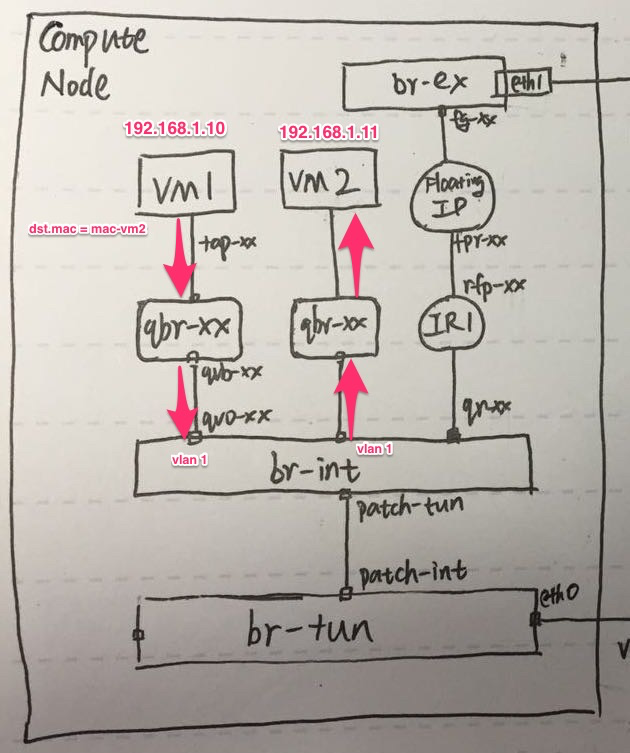 Compute
Node
br-ex
eth1
fg-xx
192.168.1.10
192.168.1.11
VM1
VM2
Floating
IP
dst.mac = mac-vm2
tap-xx
fpr-xx
rfp-xx
qbr-xx
qbr-xx
IR1
qvb-xx
qvo-xx
qr-xx
vlan 1
vlan 1
br-int
patch-tun
patch-int
eth0
br-tun
V